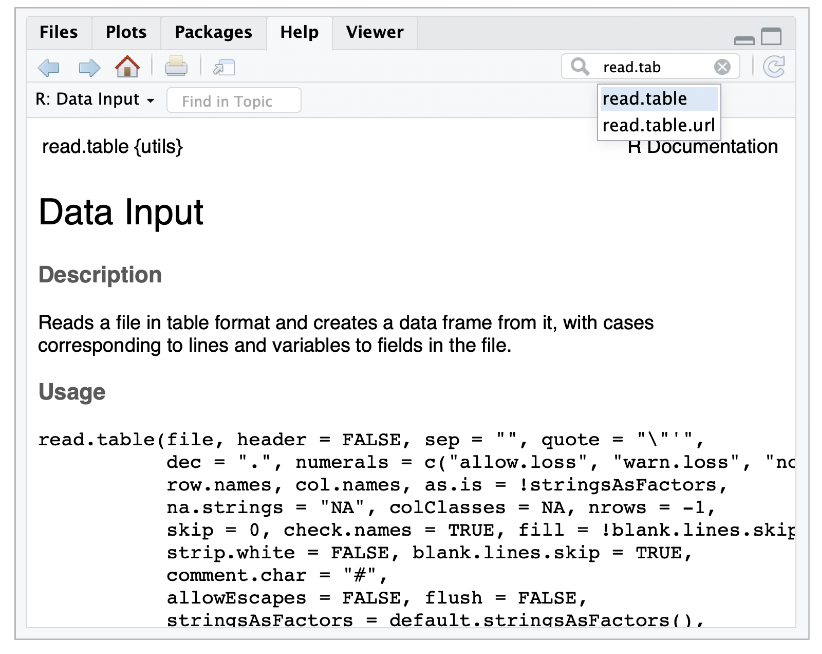 Files Plots Packages Help Viewer
read.tab
R: Data Input Find in Topic
read.table
read.table.url
read.table {utils} R Documentation
Data Input
Description
Reads a file in table format and creates a data frame from it, with cases
corresponding to lines and variables to fields in the file.
Usage
read.table(file, header = FALSE, sep = "", quote = "\"'",
dec = ".", numerals = c("allow.loss", "warn.loss", "no
row.names, col.names, as.is = !stringsAsFactors,
na.strings = "NA", colClasses = NA, nrows = -1,
skip = 0, check.names = TRUE, fill = !blank.lines.skip
strip.white = FALSE, blank.lines.skip = TRUE,
comment.char = "#",
allowEscapes = FALSE, flush = FALSE,
stringsAsFactors = default.stringsAsFactors(),